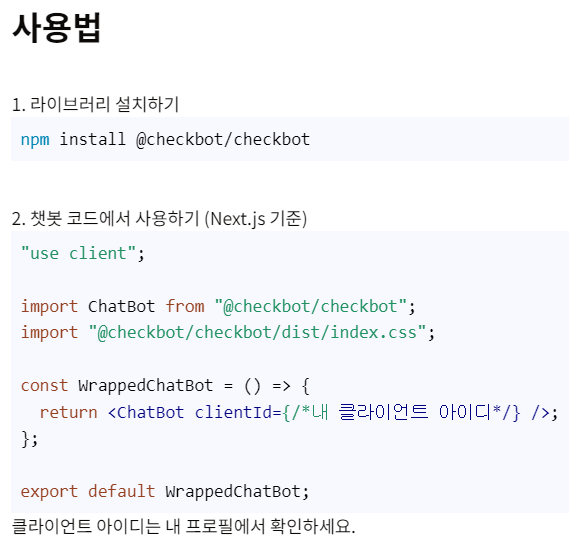 사용법
1. 라이브러리 설치하기
npm install @checkbot/checkbot
2. 챗봇 코드에서 사용하기 (Next.js 기준)
"use client";
import ChatBot from "@checkbot/checkbot";
import "@checkbot/checkbot/dist/index.css";
const WrappedChatBot = () => {
return <ChatBot clientId={/*내 클라이언트 아이디*/} />;
};
export default WrappedChatBot;
클라이언트 아이디는 내 프로필에서 확인하세요.